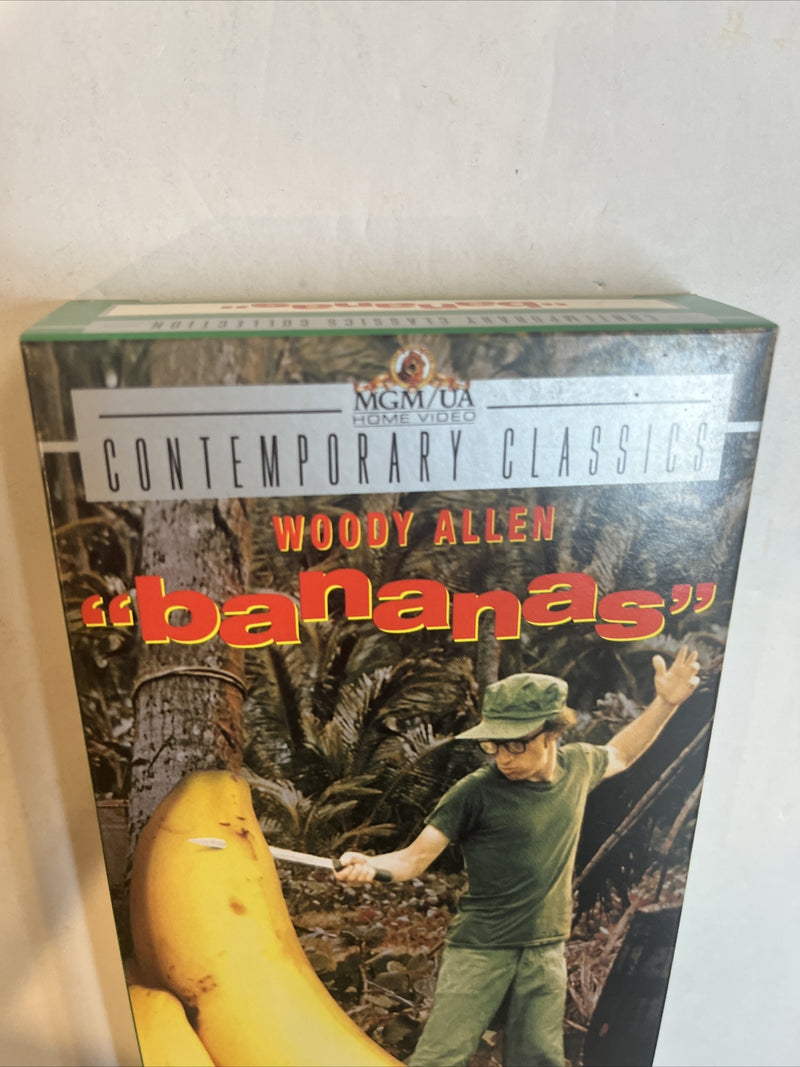 "bananas"
CONTEMPORARY CLASSICS COLLECTION
MGM/UA
HOME VIDEO
CONTEMPORARY CLASSICS
WOODY ALLEN
“bananas”